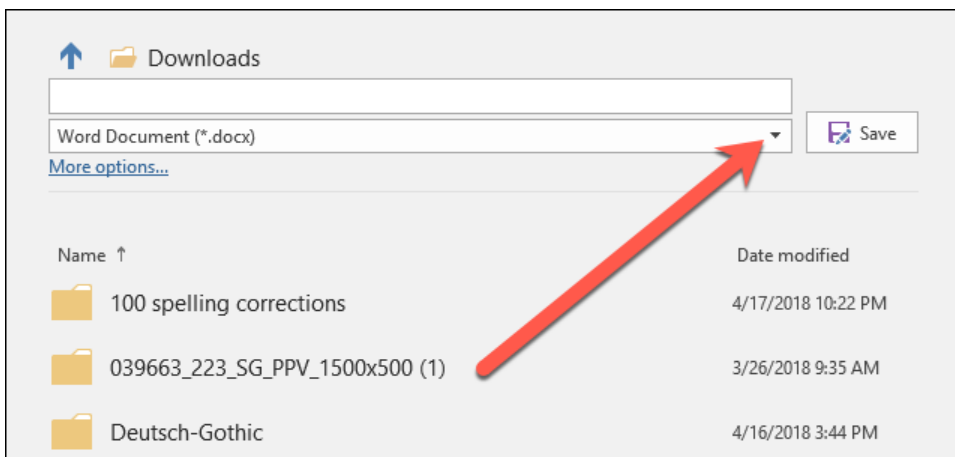 Downloads
Word Document (*.docx)
Save
More options...
Name ↑ Date modified
100 spelling corrections 4/17/2018 10:22 PM
039663_223_SG_PPV_1500x500 (1) 3/26/2018 9:35 AM
Deutsch-Gothic 4/16/2018 3:44 PM